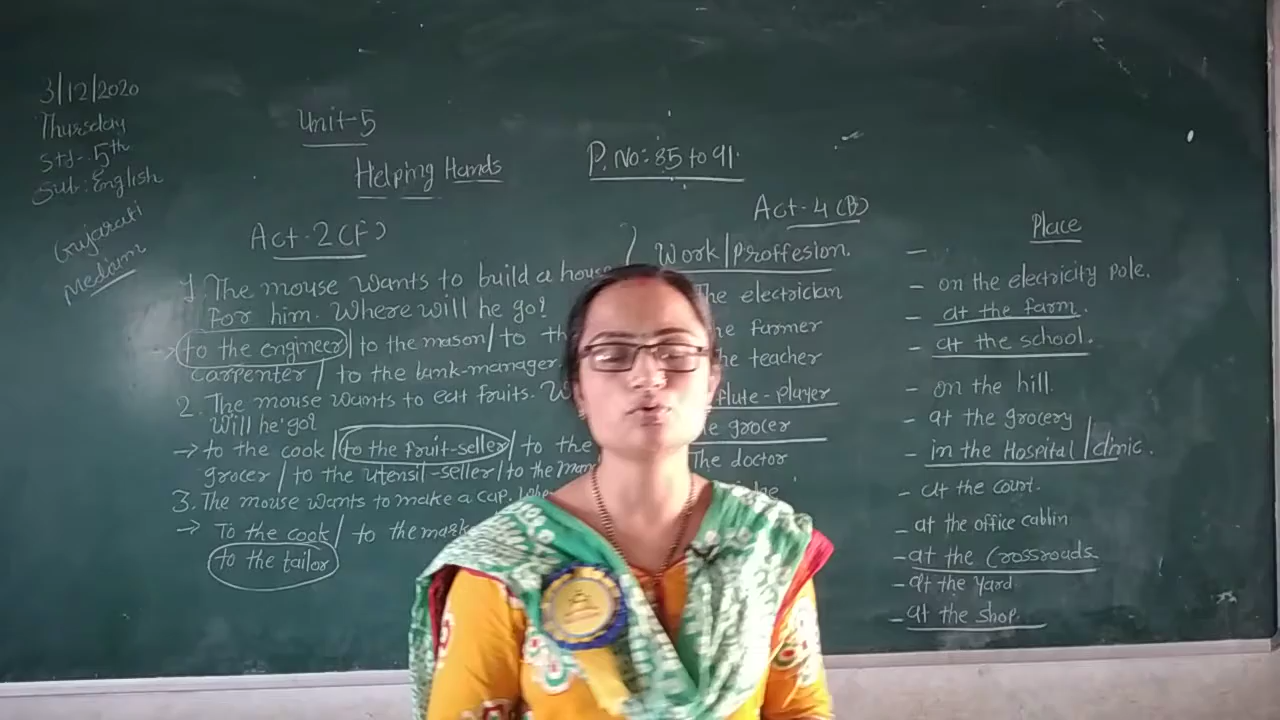 3/12/2020
Thursday
Std-. 5th
Sub: English
Gujarati
Medium
Unit-5
Helping Hands
P. No: 85 to 91.
Act-2(F)
1. The mouse wants to build a house
for him. Where will he go?
→ to the engineer / to the mason / to the
carpenter / to the bank-manager.
2. The mouse wants to eat fruits.
Will he go?
→ to the cook / to the fruit-seller / to the
grocer / to the utensil-seller / to the
3. The mouse wants to make a cap.
→ To the cook / to the
to the tailor
Act-4(B)
Work/Proffesion.
The electrician
farmer
teacher
flute-player
grocer
The doctor
Place
- on the electricity pole.
- at the farm.
- at the school.
- on the hill.
- at the grocery
- in the Hospital / clinic.
- at the court.
- at the office cabin
- at the Crossroads
- at the yard
- at the shop.